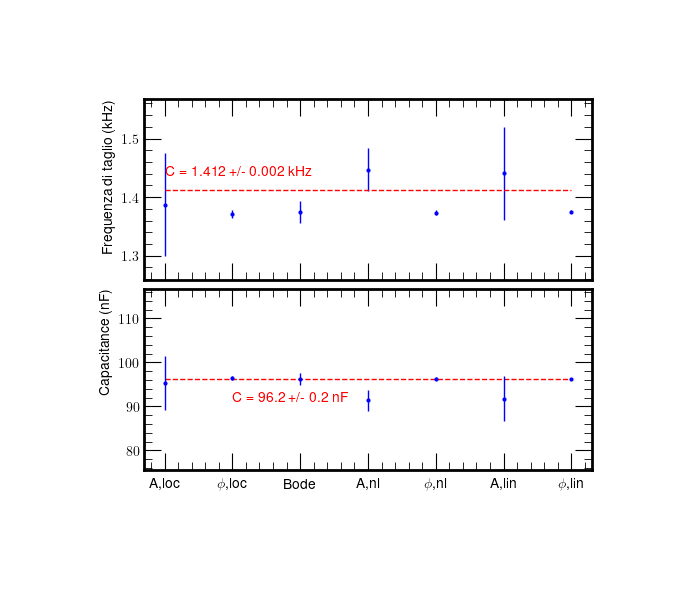 Frequenza di taglio (kHz)
1.5
1.4
1.3
C = 1.412 +/- 0.002 kHz
Capacitance (nF)
110
100
90
80
C = 96.2 +/- 0.2 nF
A,loc ϕ,loc Bode A,nl ϕ,nl A,lin ϕ,lin